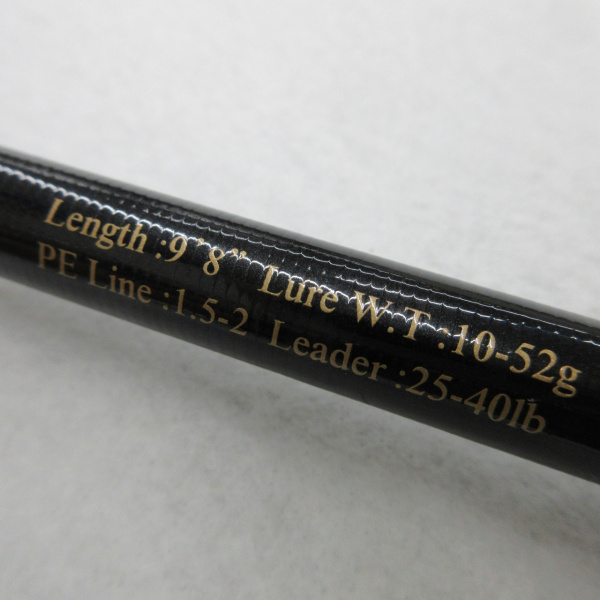 Length :9 '8" Lure W.T :10-52g
PE Line :1.5-2 Leader :25-40lb